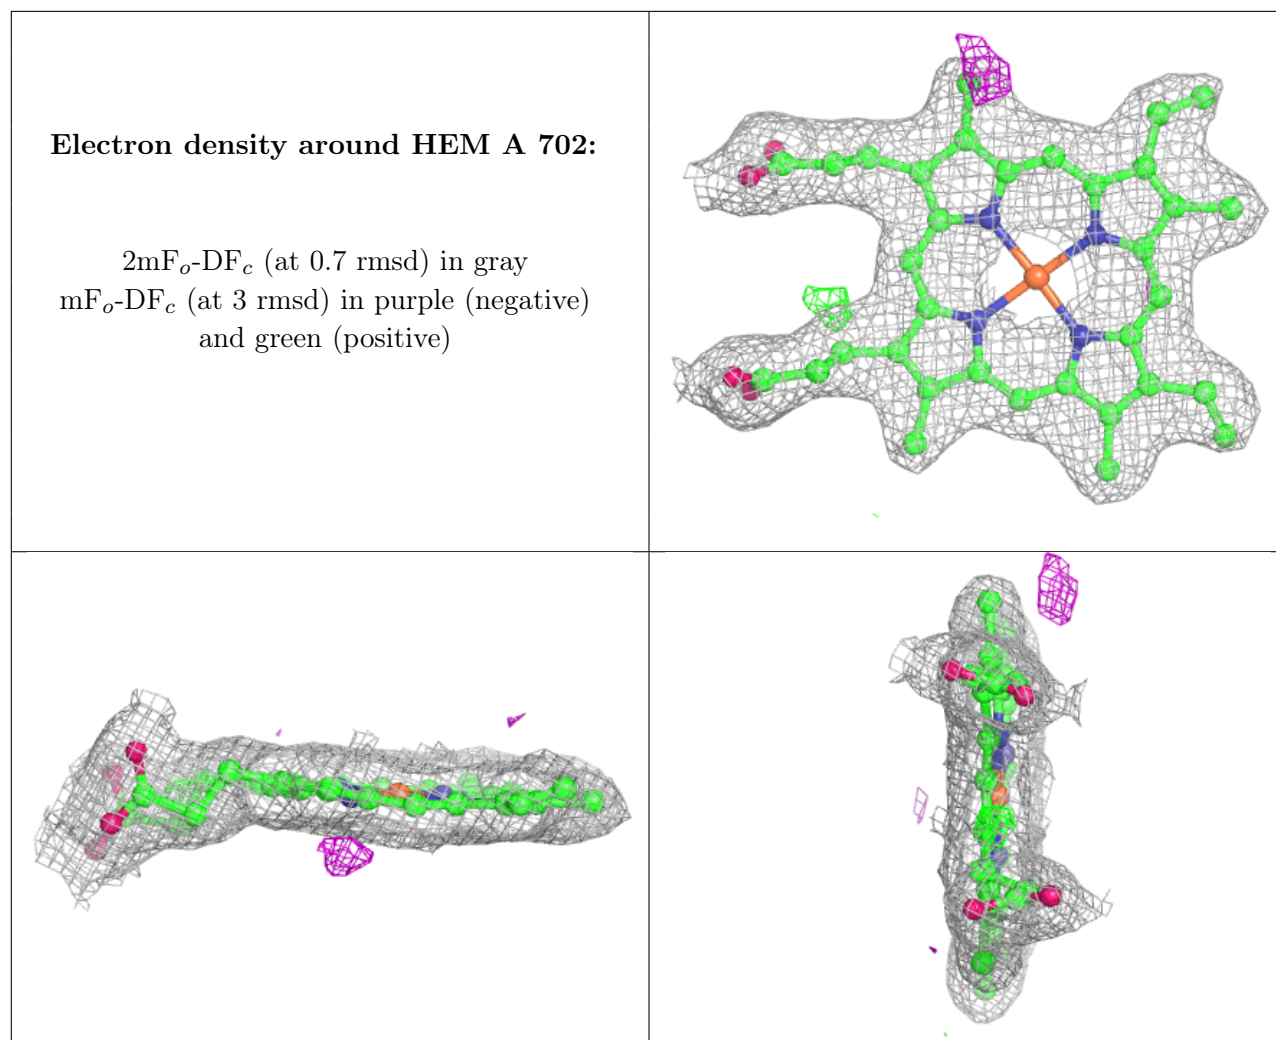 Electron density around HEM A 702:
2mFo-DFc (at 0.7 rmsd) in gray
mFo-DFc (at 3 rmsd) in purple (negative)
and green (positive)